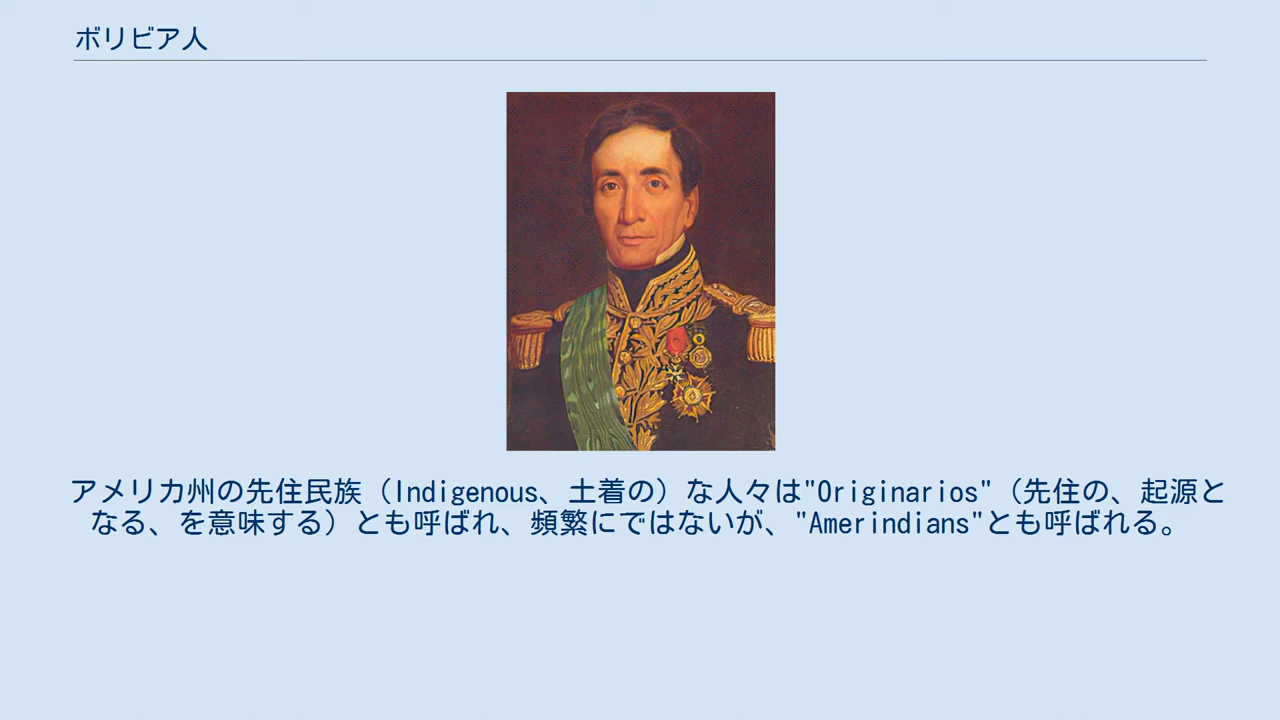 ボリビア人
アメリカ州の先住民族（Indigenous、土着の）な人々は"Originarios"（先住の、起源と
なる、を意味する）とも呼ばれ、頻繁にではないが、"Amerindians"とも呼ばれる。